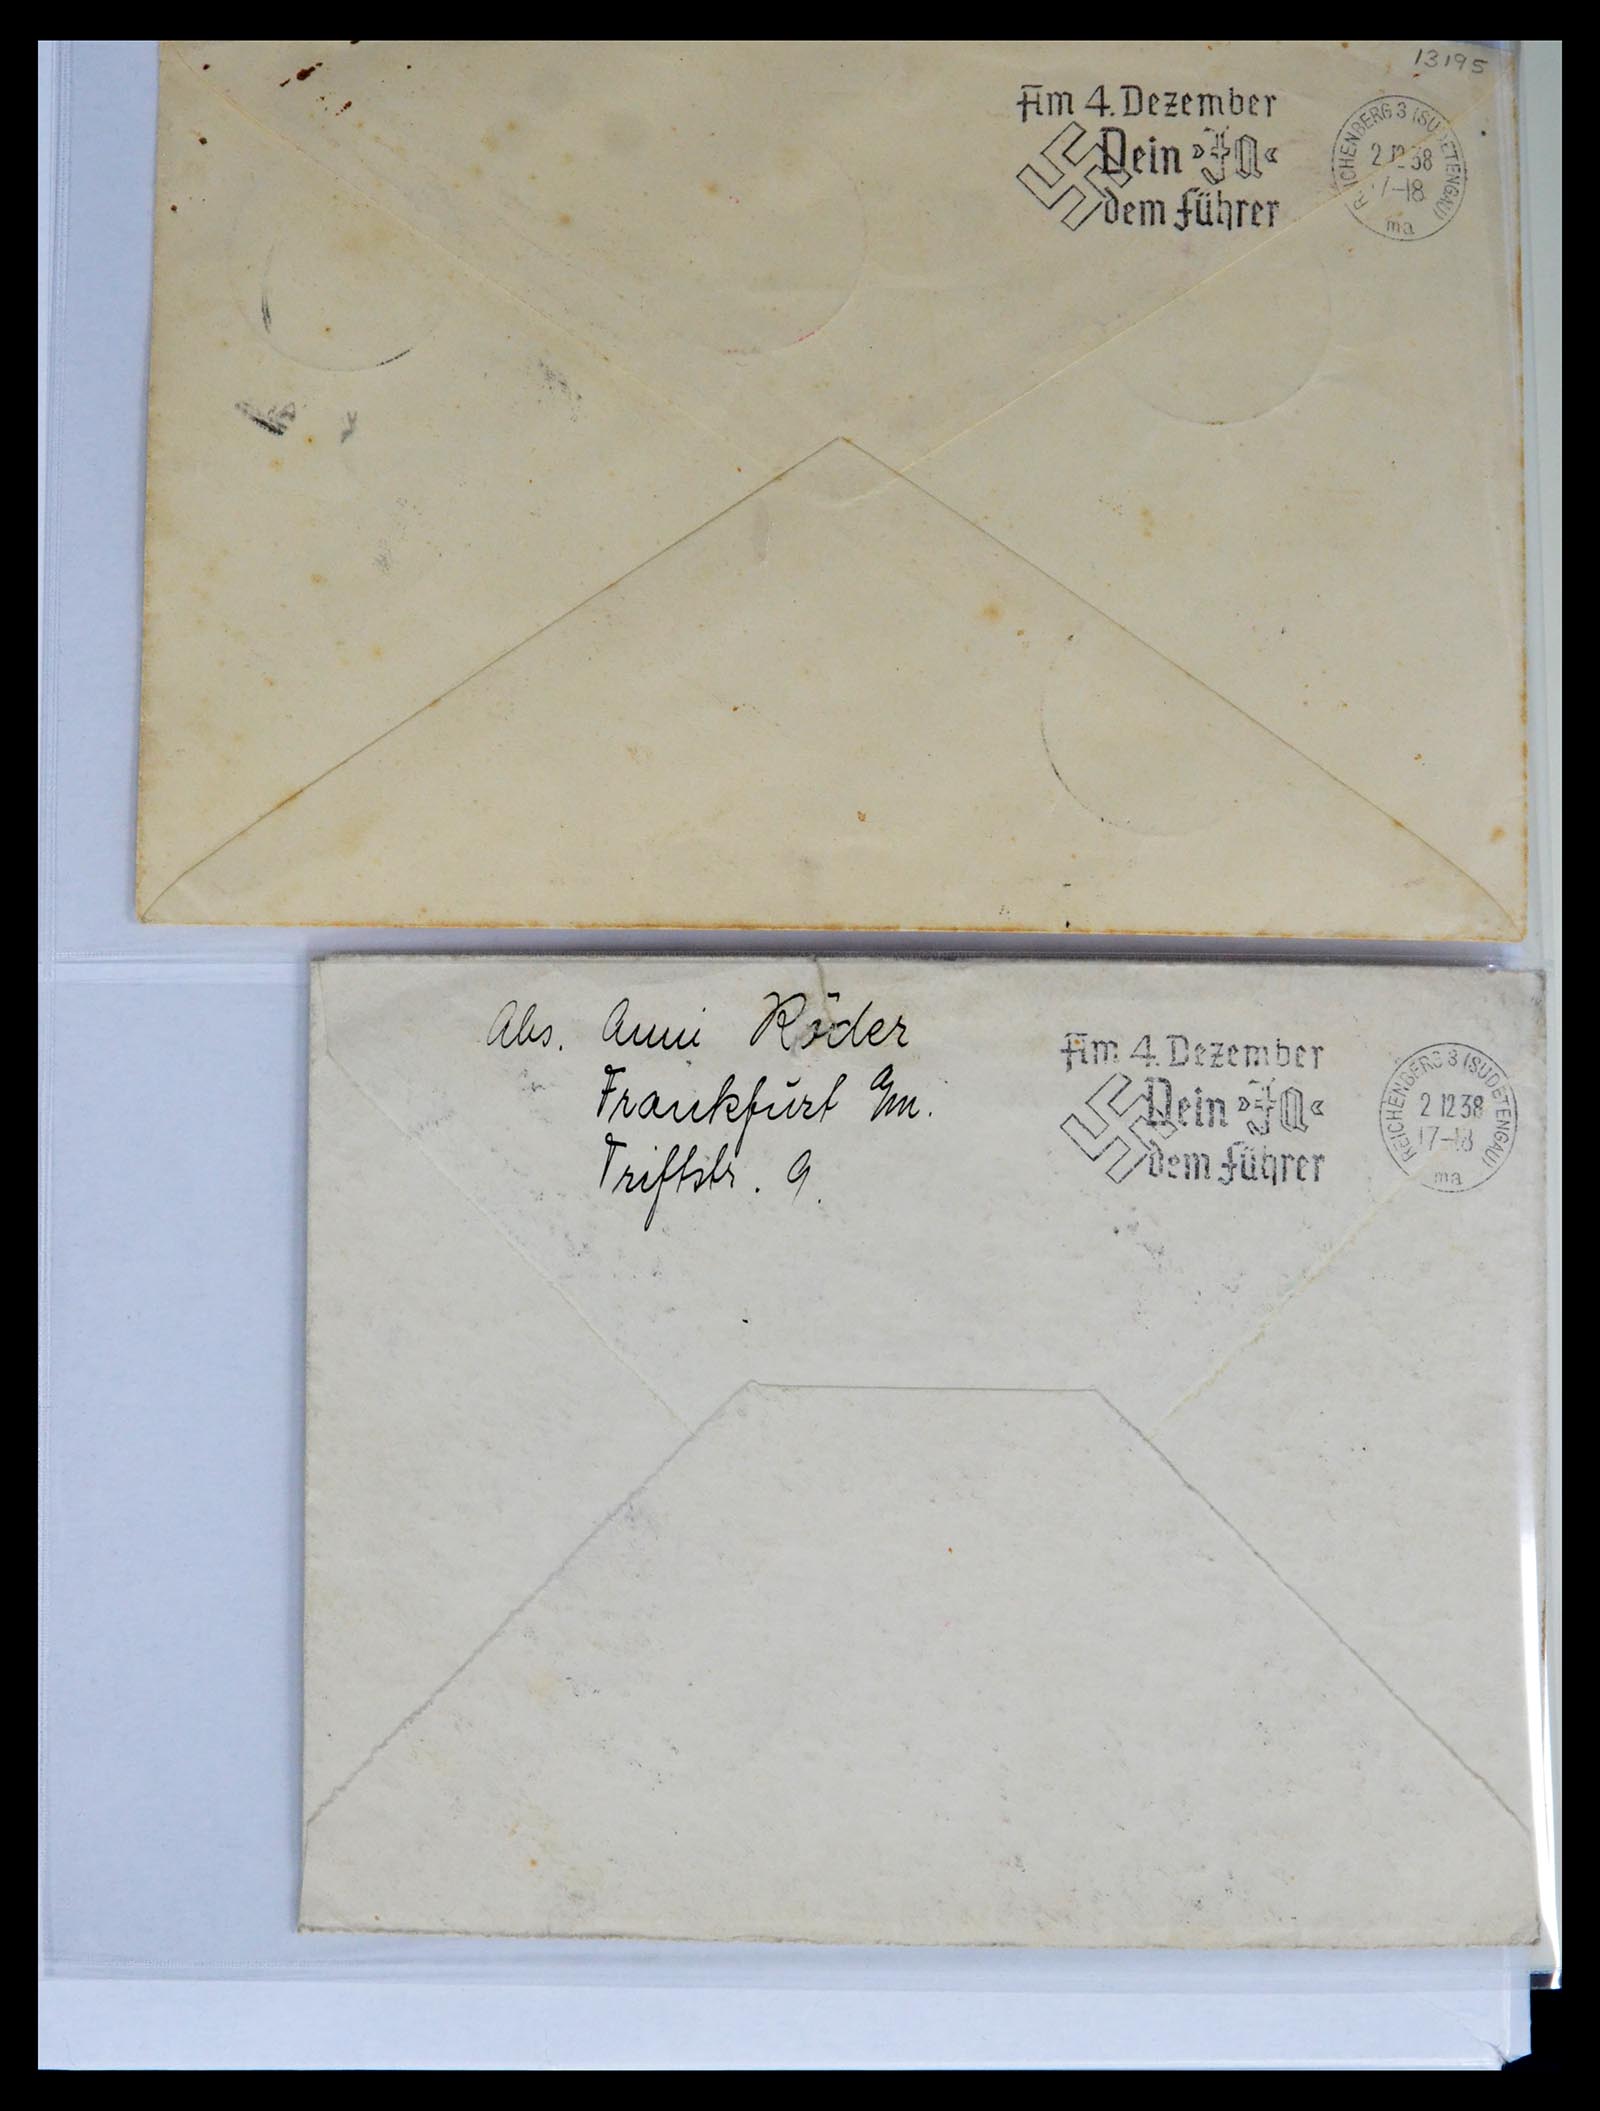 13195
Am 4. Dezember
Dein »Ja«
dem Führer
REICHENBERG 3 (SUDETENGAU)
2 12 38
17-18
ma
Abs. Anni Röder
Frankfurt a/m.
Triftstr. 9.
Am 4. Dezember
Dein »Ja«
dem Führer
REICHENBERG 3 (SUDETENGAU)
2 12 38
17-18
ma